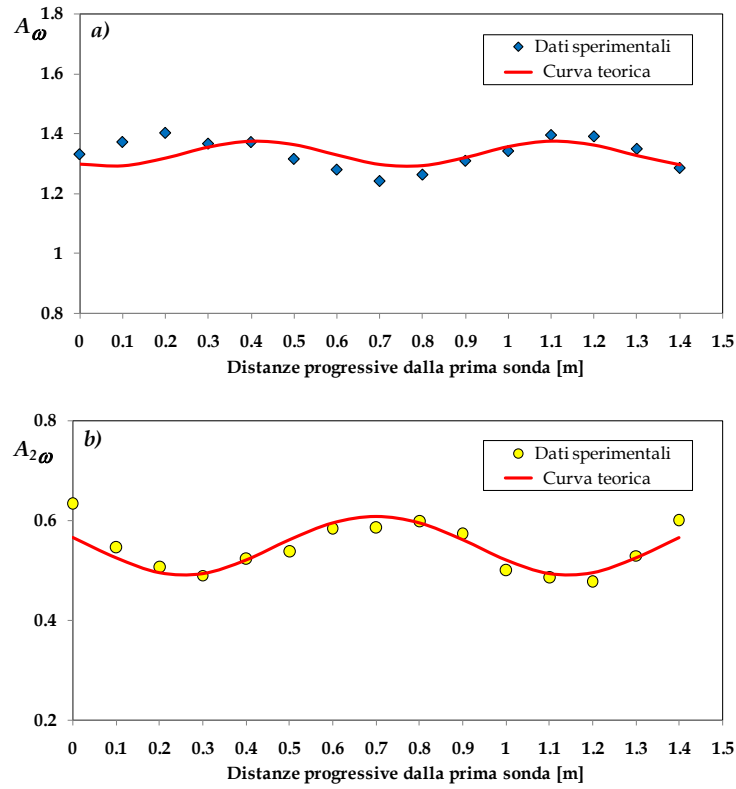 1.8
A_ω
a)
Dati sperimentali
Curva teorica
1.6
1.4
1.2
1
0.8
0 0.1 0.2 0.3 0.4 0.5 0.6 0.7 0.8 0.9 1 1.1 1.2 1.3 1.4 1.5
Distanze progressive dalla prima sonda [m]
0.8
A_2ω
b)
Dati sperimentali
Curva teorica
0.6
0.4
0.2
0 0.1 0.2 0.3 0.4 0.5 0.6 0.7 0.8 0.9 1 1.1 1.2 1.3 1.4 1.5
Distanze progressive dalla prima sonda [m]